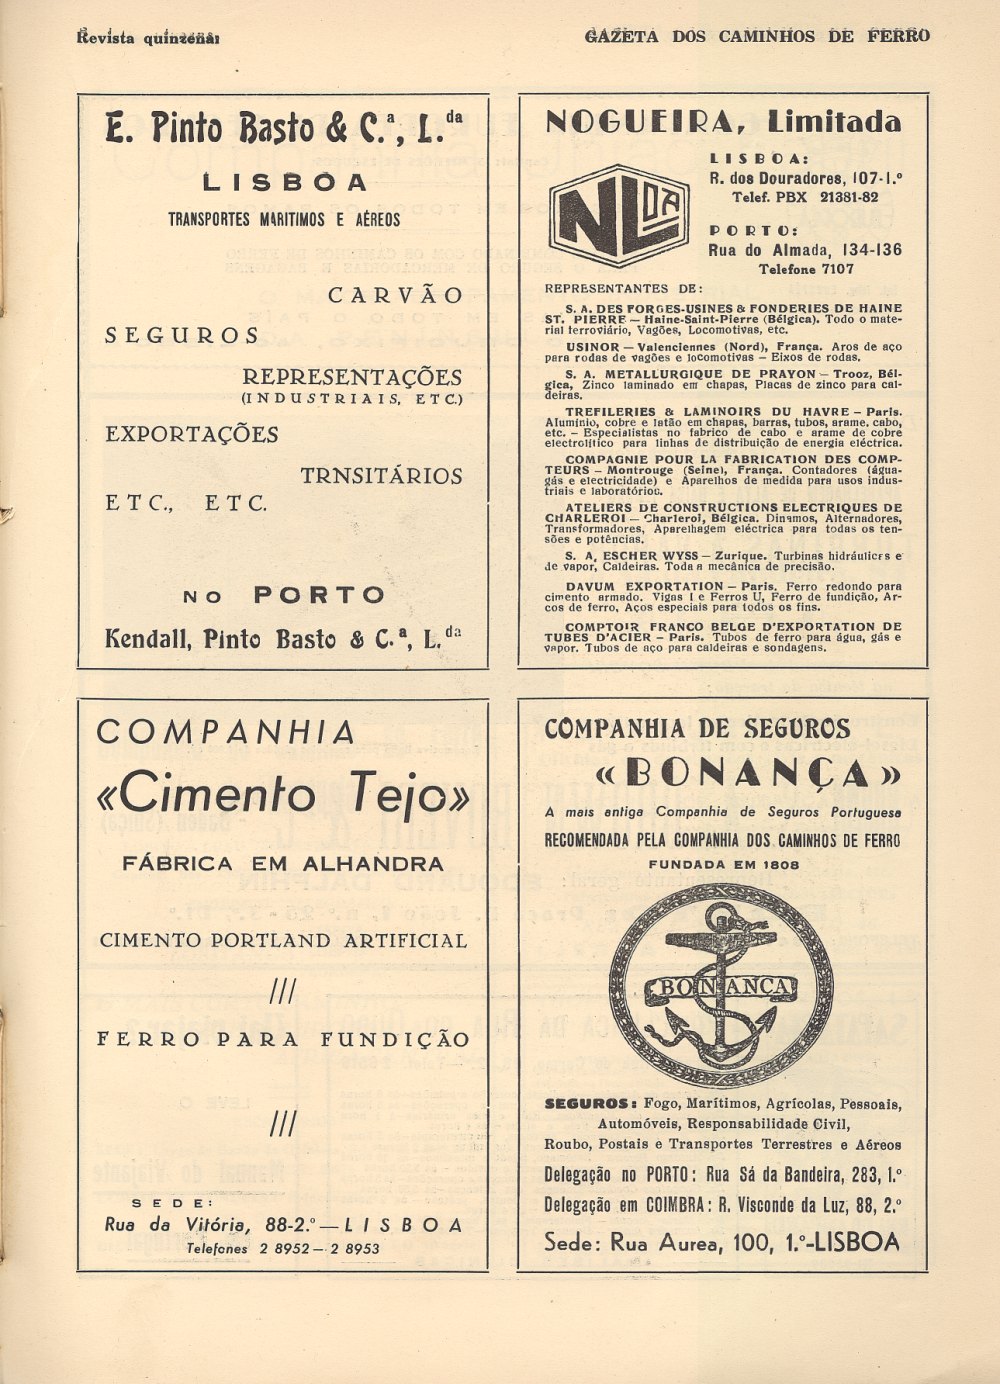 Revista quinzenal
GAZETA DOS CAMINHOS DE FERRO
E. Pinto Basto & C.ª, L.da
LISBOA
TRANSPORTES MARITIMOS E AÉREOS
CARVÃO
SEGUROS
REPRESENTAÇÕES
(INDUSTRIAIS, ETC.)
EXPORTAÇÕES
TRNSITÁRIOS
ETC., ETC.
NO PORTO
Kendall, Pinto Basto & C.ª, L.da
NOGUEIRA, Limitada
NLDA
LISBOA:
R. dos Douradores, 107-1.º
Telef. PBX 21381-82
PORTO:
Rua do Almada, 134-136
Telefone 7107
REPRESENTANTES DE:
S. A. DES FORGES-USINES & FONDERIES DE HAINE
ST. PIERRE — Haine-Saint-Pierre (Bélgica). Todo o mate-
rial ferroviário, Vagões, Locomotivas, etc.
USINOR — Valenciennes (Nord), França. Aros de aço
para rodas de vagões e locomotivas — Eixos de rodas.
S. A. METALLURGIQUE DE PRAYON — Trooz, Bél-
gica, Zinco laminado em chapas, Placas de zinco para cal-
deiras.
TREFILERIES & LAMINOIRS DU HAVRE — Paris.
Aluminio, cobre e latão em chapas, barras, tubos, arame, cabo,
etc. — Especialistas no fabrico de cabo e arame de cobre
electrolítico para linhas de distribuição de energia eléctrica.
COMPAGNIE POUR LA FABRICATION DES COMP-
TEURS — Montrouge (Seine), França. Contadores (água-
gás e electricidade) e Aparelhos de medida para usos indus-
triais e laboratórioc.
ATELIERS DE CONSTRUCTIONS ELECTRIQUES DE
CHARLEROI — Charleroi, Bélgica. Dinamos, Alternadores,
Transformadores, Aparelhagem eléctrica para todas os ten-
sões e potências.
S. A, ESCHER WYSS — Zurique. Turbinas hidráulicas e
de vapor, Caldeiras. Toda a mecânica de precisão.
DAVUM EXPORTATION — Paris. Ferro redondo para
cimento armado. Vigas I e Ferros U, Ferro de fundição, Ar-
cos de ferro, Aços especiais para todos os fins.
COMPTOIR FRANCO BELGE D'EXPORTATION DE
TUBES D'ACIER — Paris. Tubos de ferro para água, gás e
vapor. Tubos de aço para caldeiras e sondagens.
COMPANHIA
«Cimento Tejo»
FÁBRICA EM ALHANDRA
CIMENTO PORTLAND ARTIFICIAL
///
FERRO PARA FUNDIÇÃO
///
SEDE:
Rua da Vitória, 88-2.º — LISBOA
Telefones 2 8952 — 2 8953
COMPANHIA DE SEGUROS
«BONANÇA»
A mais antiga Companhia de Seguros Portuguesa
RECOMENDADA PELA COMPANHIA DOS CAMINHOS DE FERRO
FUNDADA EM 1808
BONANÇA
SEGUROS: Fogo, Marítimos, Agrícolas, Pessoais,
Automóveis, Responsabilidade Civil,
Roubo, Postais e Transportes Terrestres e Aéreos
Delegação no PORTO: Rua Sá da Bandeira, 283, 1.º
Delegação em COIMBRA: R. Visconde da Luz, 88, 2.º
Sede: Rua Aurea, 100, 1.º-LISBOA